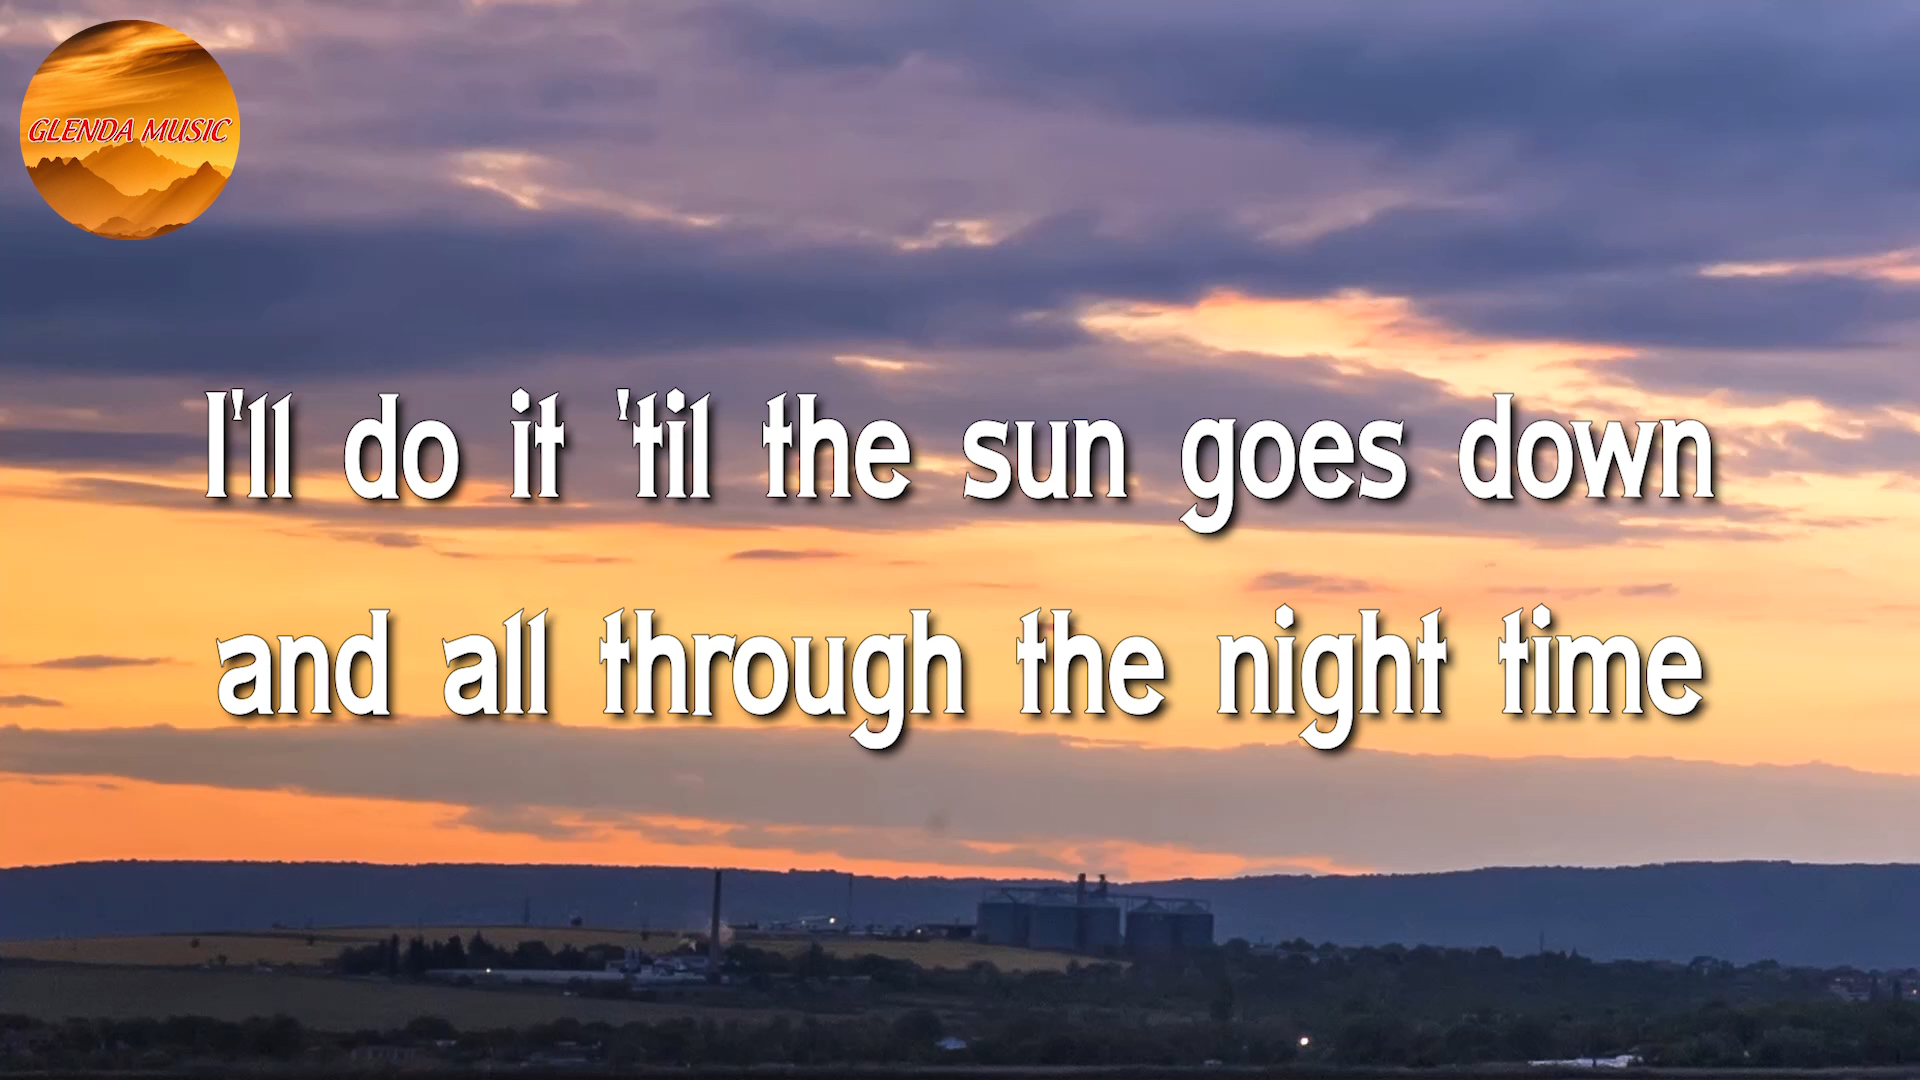 GLENDA MUSIC
I'll do it 'til the sun goes down
and all through the night time